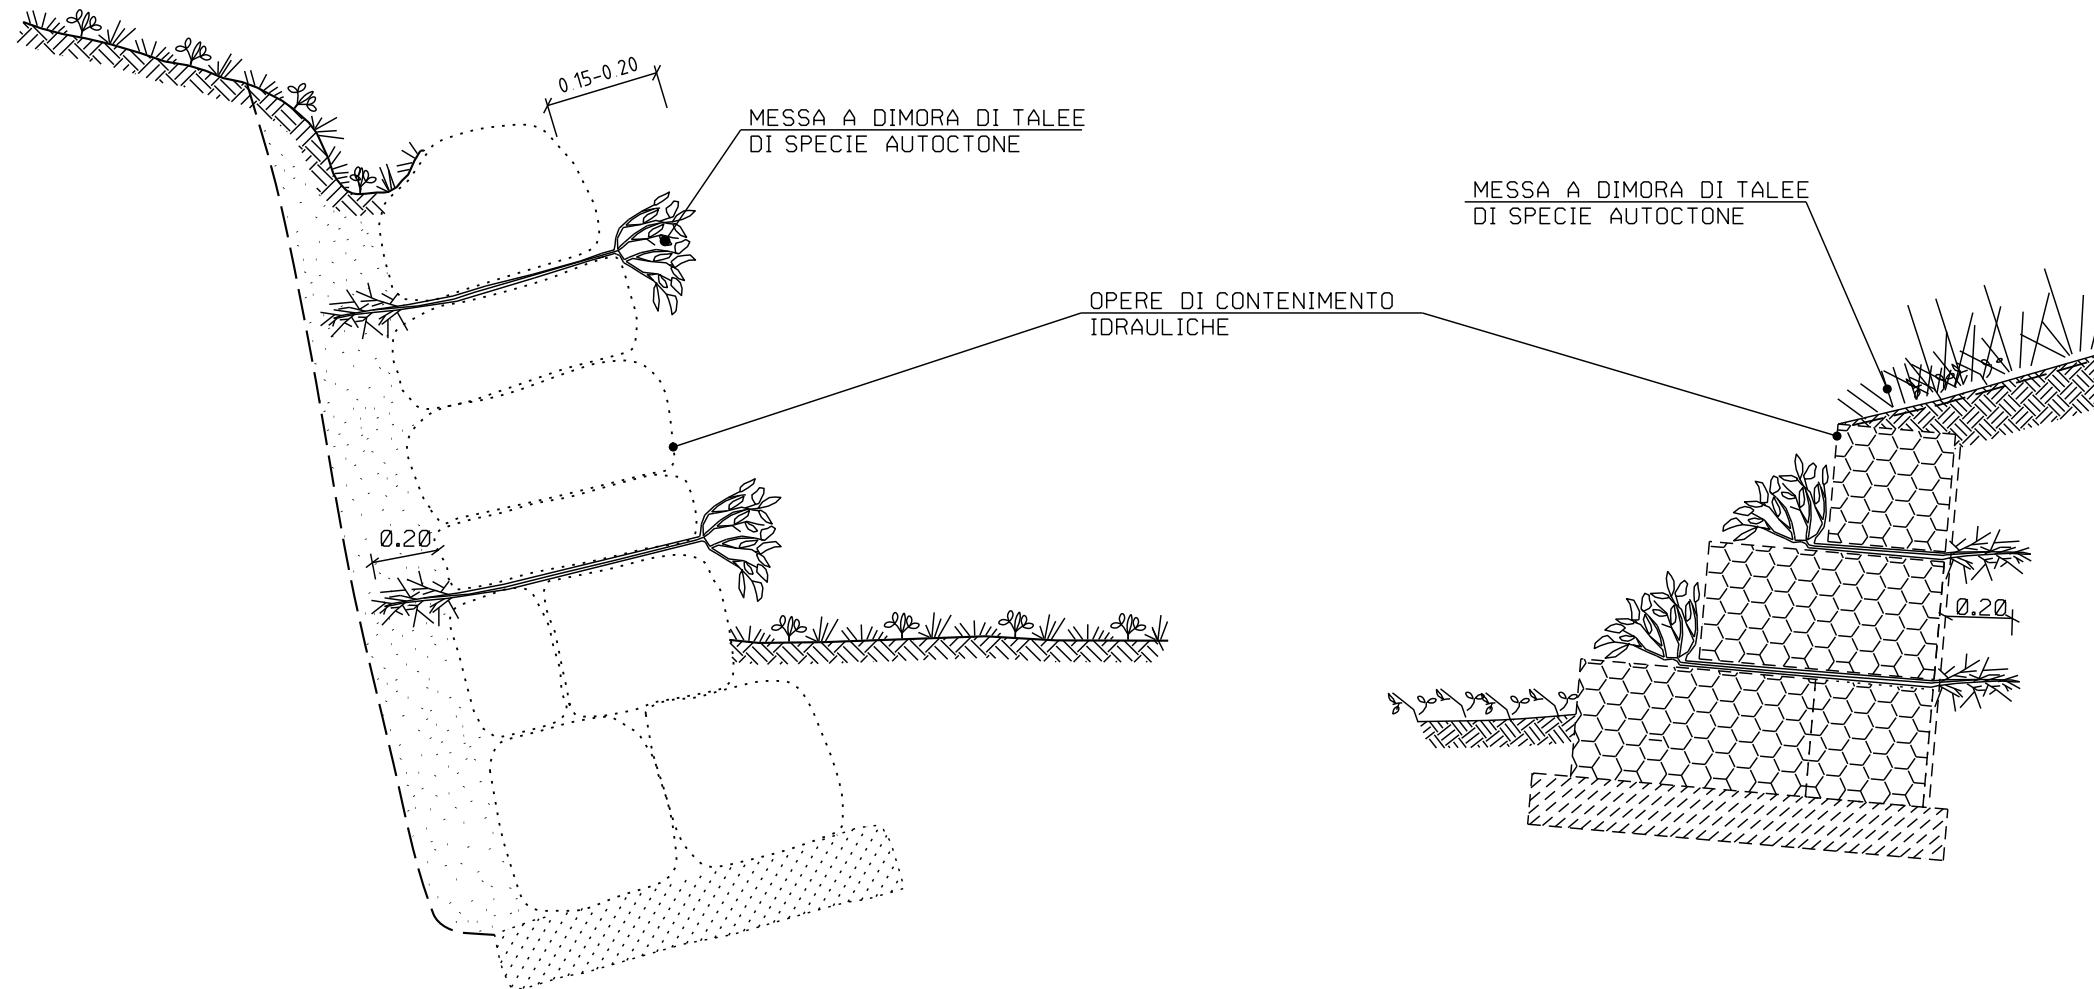 0.15-0.20
MESSA A DIMORA DI TALEE
DI SPECIE AUTOCTONE
MESSA A DIMORA DI TALEE
DI SPECIE AUTOCTONE
OPERE DI CONTENIMENTO
IDRAULICHE
0.20
0.20